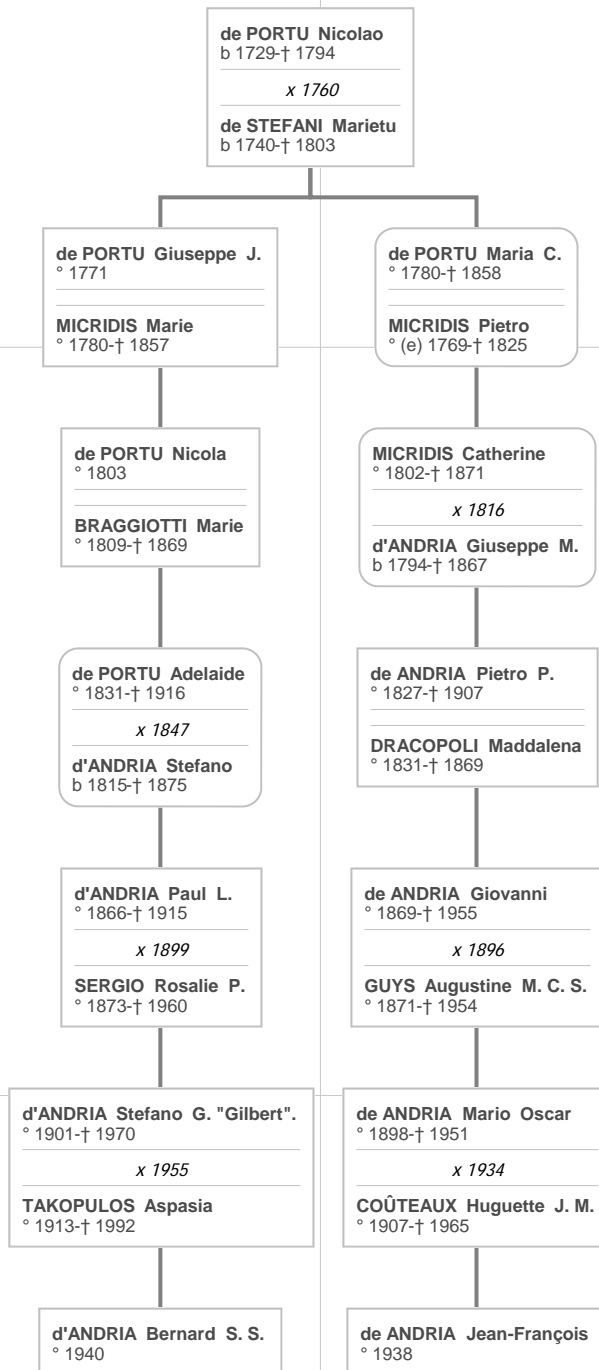 de PORTU Nicolao
b 1729-† 1794
x 1760
de STEFANI Marietu
b 1740-† 1803
de PORTU Giuseppe J.
° 1771
MICRIDIS Marie
° 1780-† 1857
de PORTU Maria C.
° 1780-† 1858
MICRIDIS Pietro
° (e) 1769-† 1825
de PORTU Nicola
° 1803
BRAGGIOTTI Marie
° 1809-† 1869
MICRIDIS Catherine
° 1802-† 1871
x 1816
d'ANDRIA Giuseppe M.
b 1794-† 1867
de PORTU Adelaide
° 1831-† 1916
x 1847
d'ANDRIA Stefano
b 1815-† 1875
de ANDRIA Pietro P.
° 1827-† 1907
DRACOPOLI Maddalena
° 1831-† 1869
d'ANDRIA Paul L.
° 1866-† 1915
x 1899
SERGIO Rosalie P.
° 1873-† 1960
de ANDRIA Giovanni
° 1869-† 1955
x 1896
GUYS Augustine M. C. S.
° 1871-† 1954
d'ANDRIA Stefano G. "Gilbert".
° 1901-† 1970
x 1955
TAKOPULOS Aspasia
° 1913-† 1992
de ANDRIA Mario Oscar
° 1898-† 1951
x 1934
COÛTEAUX Huguette J. M.
° 1907-† 1965
d'ANDRIA Bernard S. S.
° 1940
de ANDRIA Jean-François
° 1938